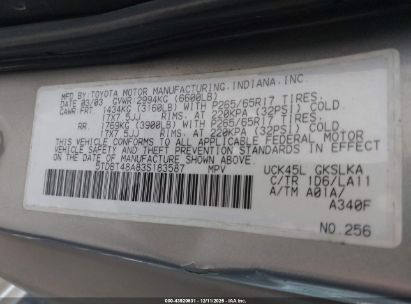 MFD. BY: TOYOTA MOTOR MANUFACTURING, INDIANA, INC
DATE: 03/03 GVWR 2994KG (6600LB)
GAWR FRT. 1434KG (3160LB) WITH P265/65R17 TIRES,
17X7.5JJ RIMS, AT 220KPA (32PSI) COLD
RR. 1769KG (3900LB) WITH P265/65R17 TIRES,
17X7.5JJ RIMS, AT 220KPA (32PSI) COLD
THIS VEHICLE CONFORMS TO ALL APPLICABLE FEDERAL MOTOR
VEHICLE SAFETY AND THEFT PREVENTION STANDARDS IN EFFECT
ON THE DATE OF MANUFACTURE SHOWN ABOVE.
5TDBT48A83S183587 MPV
UCK45L GKSLKA
C/TR 1D6/LA11
A/TM A01A/
A340F
NO. 256
000-43920631 - 12/11/2025 -